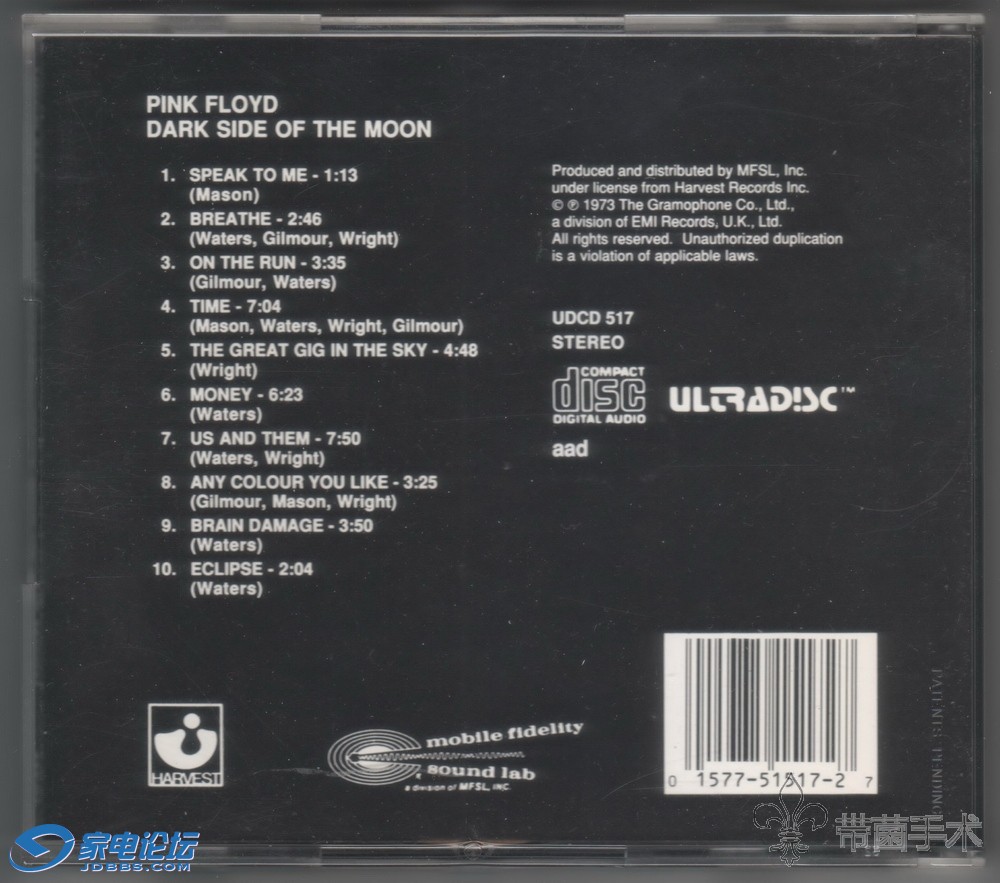 PINK FLOYD
DARK SIDE OF THE MOON
1. SPEAK TO ME - 1:13
(Mason)
2. BREATHE - 2:46
(Waters, Gilmour, Wright)
3. ON THE RUN - 3:35
(Gilmour, Waters)
4. TIME - 7:04
(Mason, Waters, Wright, Gilmour)
5. THE GREAT GIG IN THE SKY - 4:48
(Wright)
6. MONEY - 6:23
(Waters)
7. US AND THEM - 7:50
(Waters, Wright)
8. ANY COLOUR YOU LIKE - 3:25
(Gilmour, Mason, Wright)
9. BRAIN DAMAGE - 3:50
(Waters)
10. ECLIPSE - 2:04
(Waters)
Produced and distributed by MFSL, Inc.
under license from Harvest Records Inc.
© ℗ 1973 The Gramophone Co., Ltd.,
a division of EMI Records, U.K., Ltd.
All rights reserved. Unauthorized duplication
is a violation of applicable laws.
UDCD 517
STEREO
COMPACT
disc
DIGITAL AUDIO
ULTRADISC™
aad
HARVEST
mobile fidelity
sound lab
a division of MFSL, INC.
0 1577-51517-2 7
PATENTS PENDING
家电论坛
JDBBS.COM
带菌手术